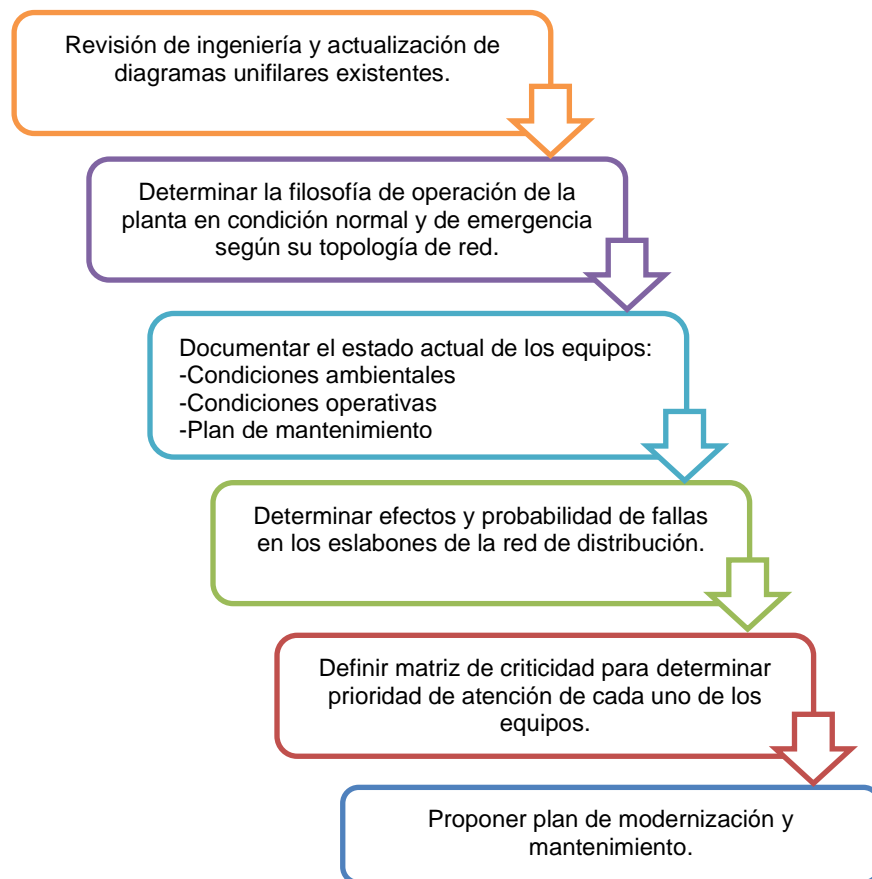 Revisión de ingeniería y actualización de
diagramas unifilares existentes.
Determinar la filosofía de operación de la
planta en condición normal y de emergencia
según su topología de red.
Documentar el estado actual de los equipos:
-Condiciones ambientales
-Condiciones operativas
-Plan de mantenimiento
Determinar efectos y probabilidad de fallas
en los eslabones de la red de distribución.
Definir matriz de criticidad para determinar
prioridad de atención de cada uno de los
equipos.
Proponer plan de modernización y
mantenimiento.